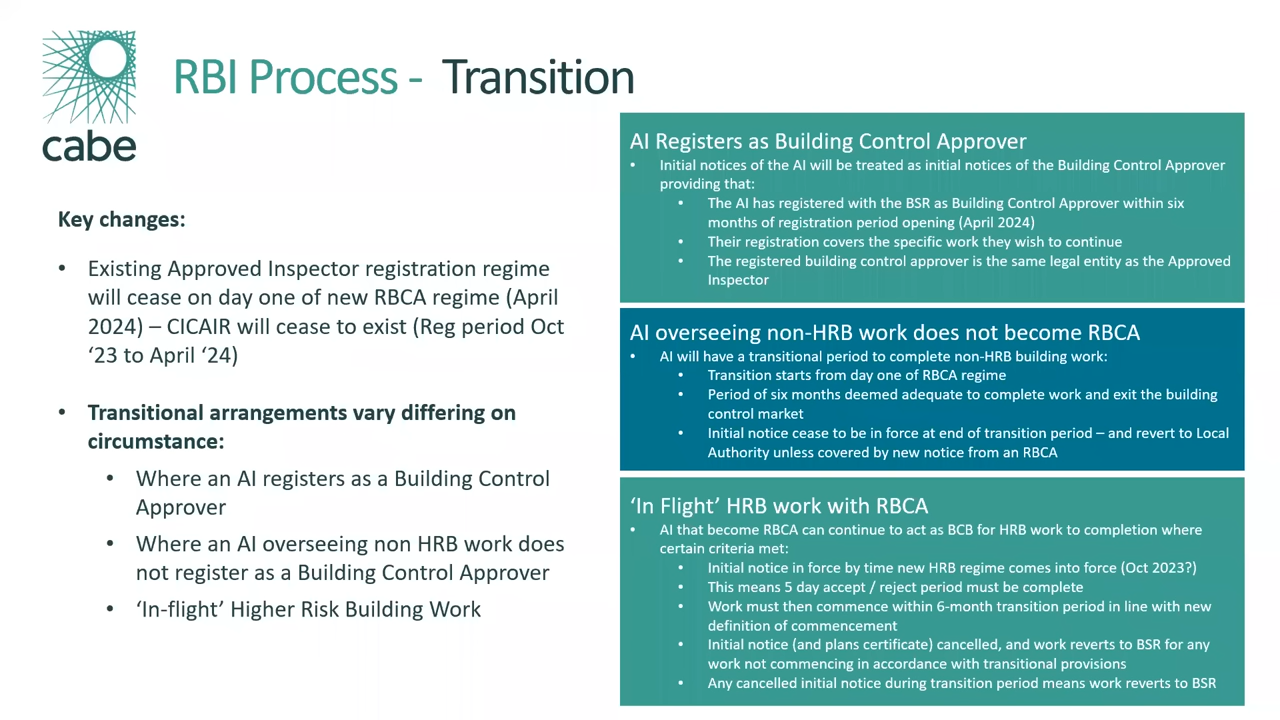 cabe
RBI Process - Transition
Key changes:
• Existing Approved Inspector registration regime
will cease on day one of new RBCA regime (April
2024) – CICAIR will cease to exist (Reg period Oct
‘23 to April ‘24)
• Transitional arrangements vary differing on
circumstance:
• Where an AI registers as a Building Control
Approver
• Where an AI overseeing non HRB work does
not register as a Building Control Approver
• ‘In-flight’ Higher Risk Building Work
AI Registers as Building Control Approver
• Initial notices of the AI will be treated as initial notices of the Building Control Approver
providing that:
• The AI has registered with the BSR as Building Control Approver within six
months of registration period opening (April 2024)
• Their registration covers the specific work they wish to continue
• The registered building control approver is the same legal entity as the Approved
Inspector
AI overseeing non-HRB work does not become RBCA
• AI will have a transitional period to complete non-HRB building work:
• Transition starts from day one of RBCA regime
• Period of six months deemed adequate to complete work and exit the building
control market
• Initial notice cease to be in force at end of transition period – and revert to Local
Authority unless covered by new notice from an RBCA
‘In Flight’ HRB work with RBCA
• AI that become RBCA can continue to act as BCB for HRB work to completion where
certain criteria met:
• Initial notice in force by time new HRB regime comes into force (Oct 2023?)
• This means 5 day accept / reject period must be complete
• Work must then commence within 6-month transition period in line with new
definition of commencement
• Initial notice (and plans certificate) cancelled, and work reverts to BSR for any
work not commencing in accordance with transitional provisions
• Any cancelled initial notice during transition period means work reverts to BSR